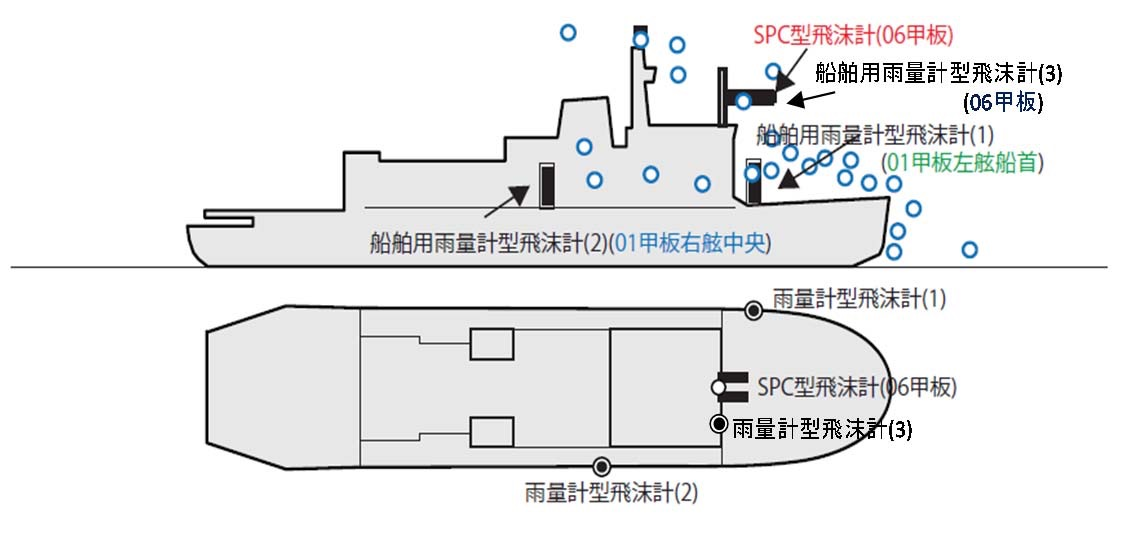 SPC型飛沫計(06甲板)
船舶用雨量計型飛沫計(3)
(06甲板)
船舶用雨量計型飛沫計(1)
(01甲板左舷船首)
船舶用雨量計型飛沫計(2)(01甲板右舷中央)
雨量計型飛沫計(1)
SPC型飛沫計(06甲板)
雨量計型飛沫計(3)
雨量計型飛沫計(2)